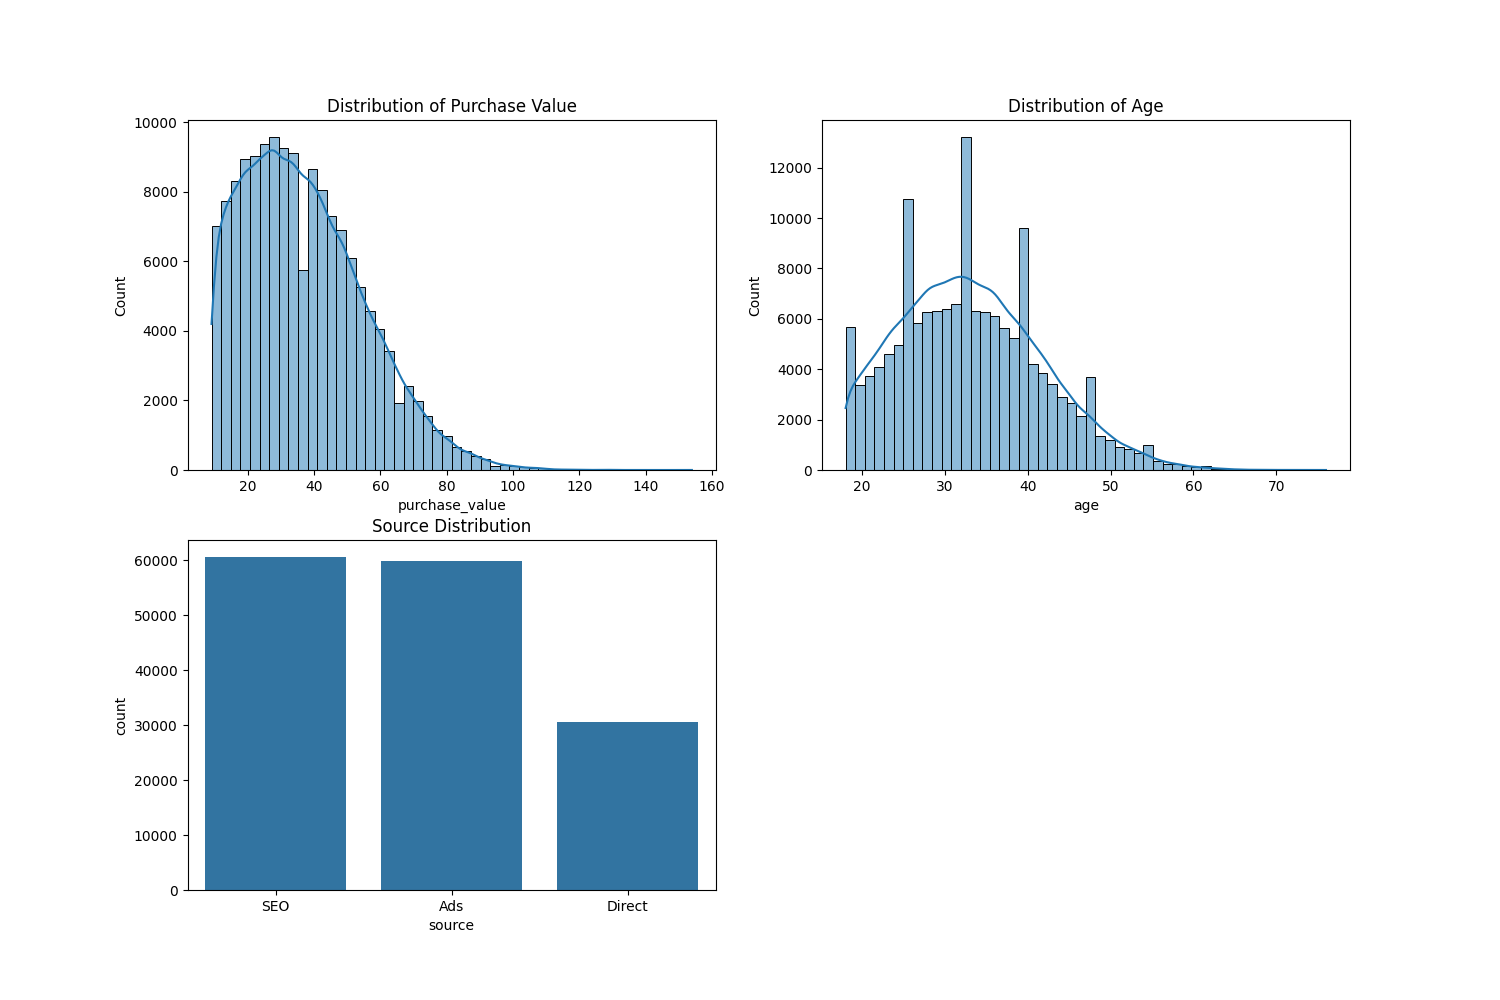 Distribution of Purchase Value
10000
8000
6000
4000
2000
0
Count
20 40 60 80 100 120 140 160
purchase_value
Distribution of Age
12000
10000
8000
6000
4000
2000
0
Count
20 30 40 50 60 70
age
Source Distribution
60000
50000
40000
30000
20000
10000
0
count
SEO Ads Direct
source